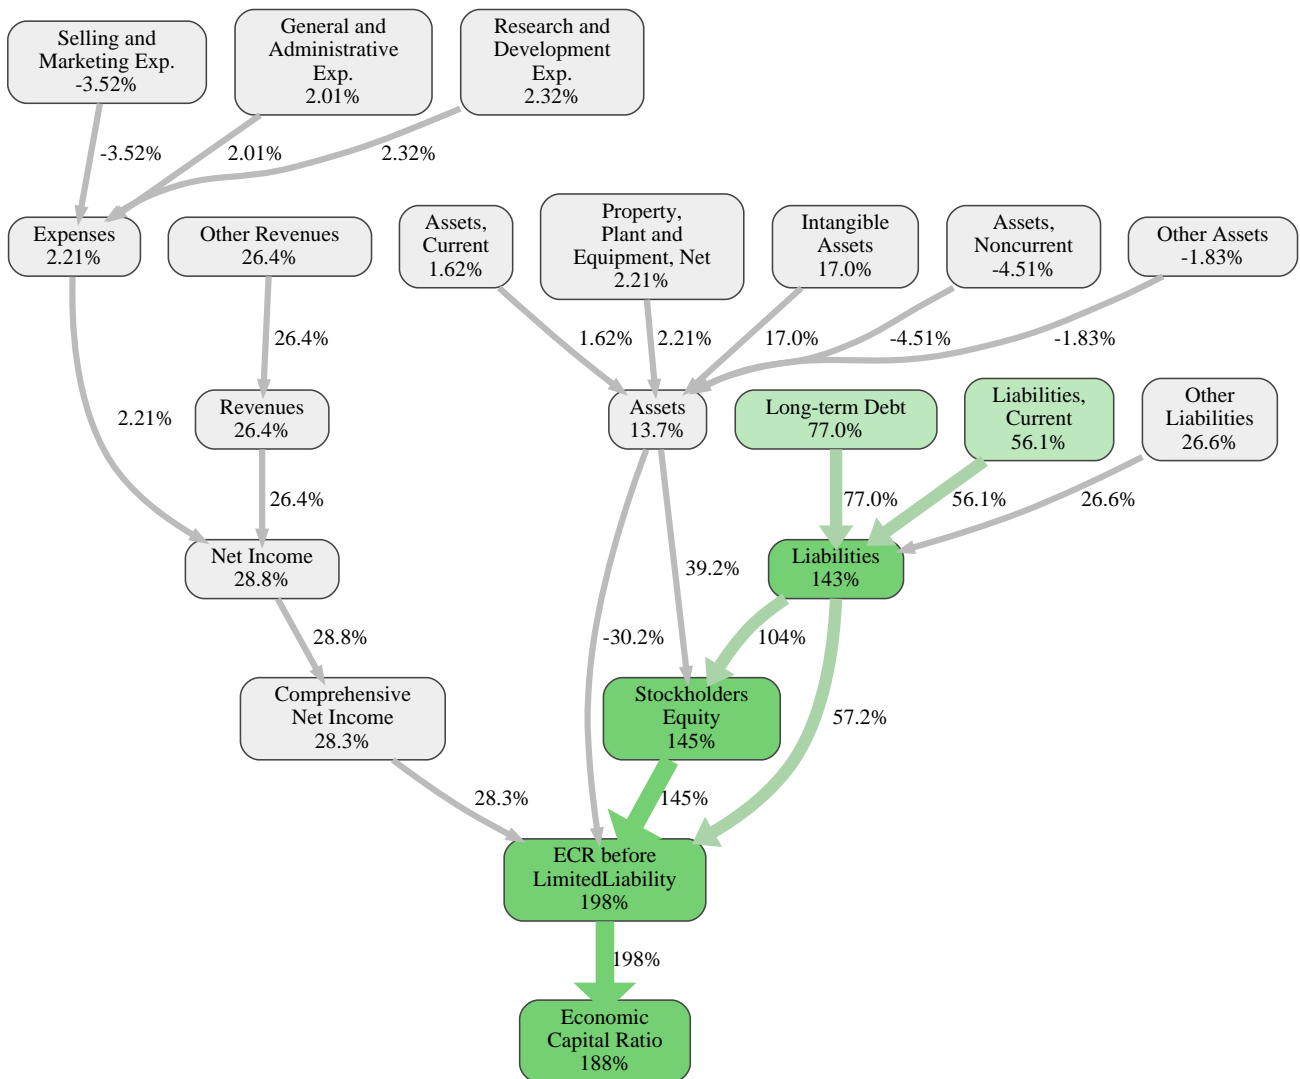 Selling and
Marketing Exp.
-3.52%
General and
Administrative
Exp.
2.01%
Research and
Development
Exp.
2.32%
-3.52%
2.01%
2.32%
Expenses
2.21%
Other Revenues
26.4%
Assets,
Current
1.62%
Property,
Plant and
Equipment, Net
2.21%
Intangible
Assets
17.0%
Assets,
Noncurrent
-4.51%
Other Assets
-1.83%
26.4%
1.62%
2.21%
17.0%
-4.51%
-1.83%
2.21%
Revenues
26.4%
Assets
13.7%
Long-term Debt
77.0%
Liabilities,
Current
56.1%
Other
Liabilities
26.6%
26.4%
77.0%
56.1%
26.6%
Net Income
28.8%
39.2%
Liabilities
143%
28.8%
-30.2%
104%
Comprehensive
Net Income
28.3%
Stockholders
Equity
145%
57.2%
28.3%
145%
ECR before
LimitedLiability
198%
198%
Economic
Capital Ratio
188%